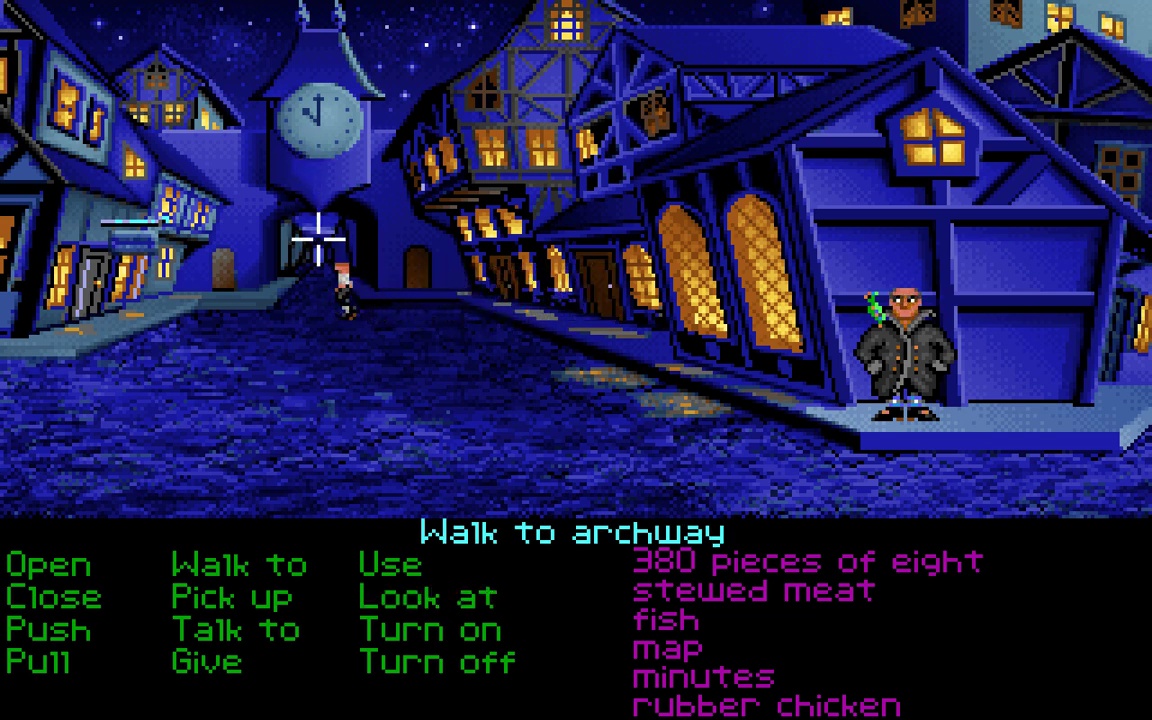 Walk to archway
Open Walk to Use
Close Pick up Look at
Push Talk to Turn on
Pull Give Turn off
380 pieces of eight
stewed meat
fish
map
minutes
rubber chicken